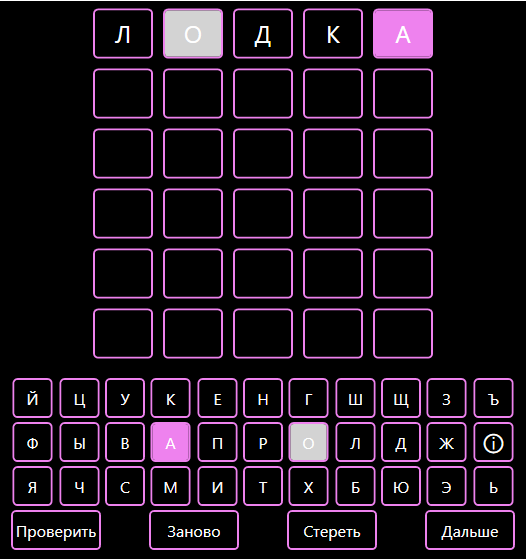 Л О Д К А
Й Ц У К Е Н Г Ш Щ З Ъ
Ф Ы В А П Р О Л Д Ж
Я Ч С М И Т Х Б Ю Э Ь
Проверить Заново Стереть Дальше